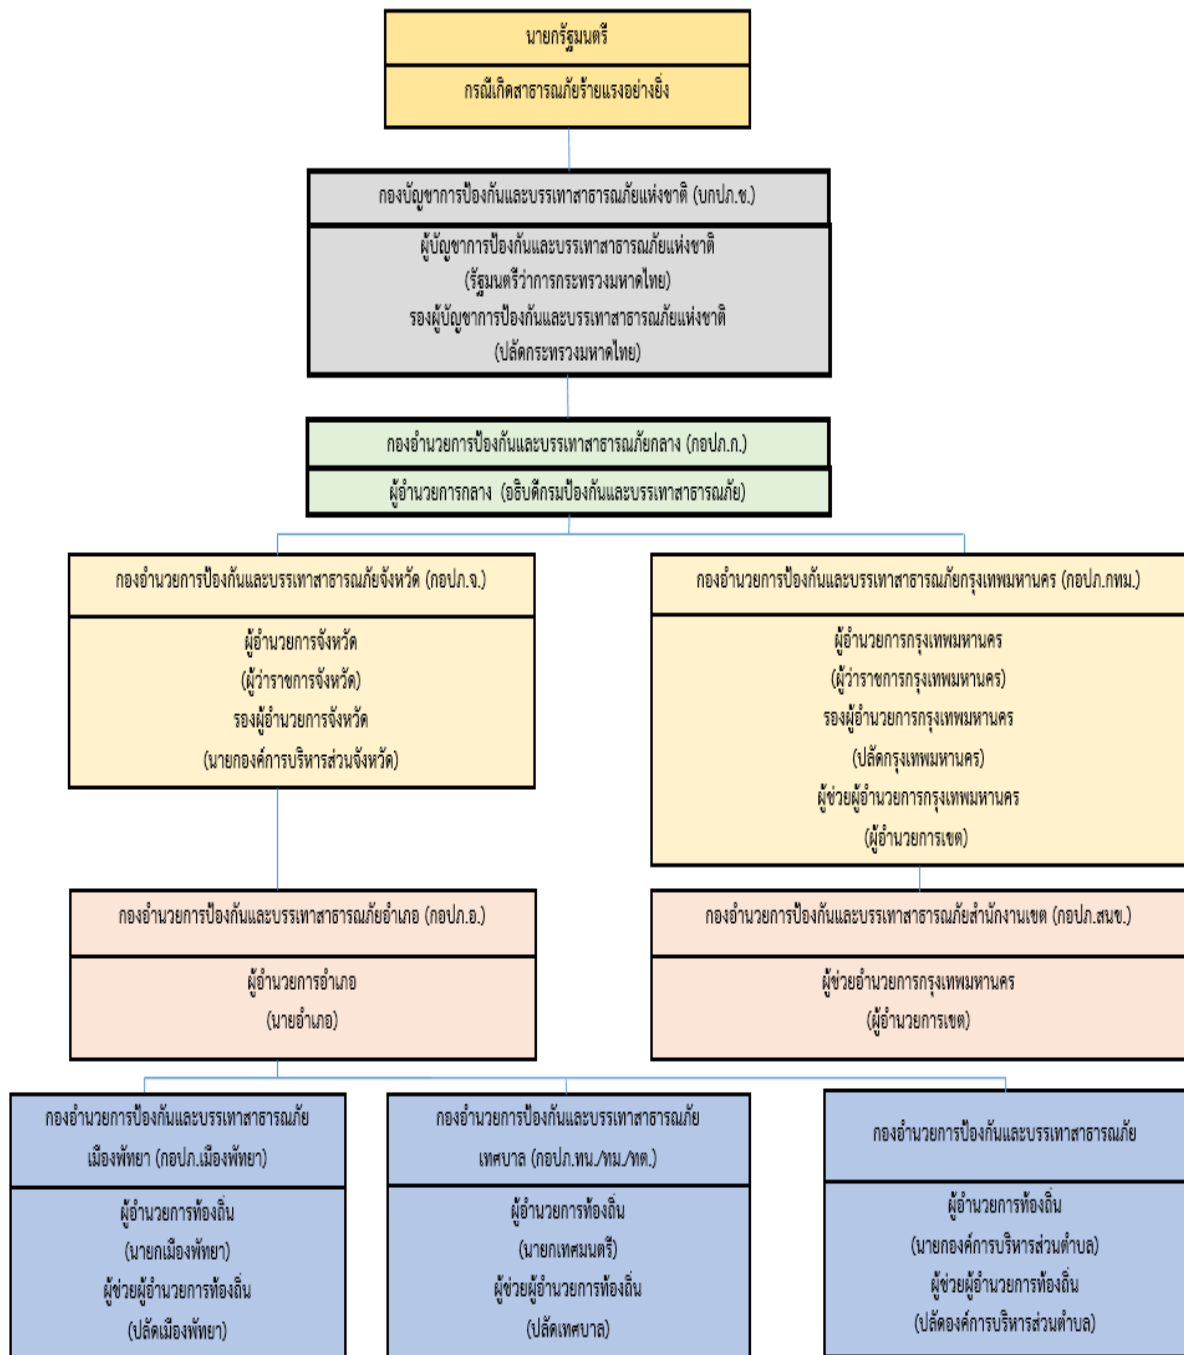 นายกรัฐมนตรี
กรณีเกิดสาธารณภัยร้ายแรงอย่างยิ่ง
กองบัญชาการป้องกันและบรรเทาสาธารณภัยแห่งชาติ (บกปภ.ช.)
ผู้บัญชาการป้องกันและบรรเทาสาธารณภัยแห่งชาติ
(รัฐมนตรีว่าการกระทรวงมหาดไทย)
รองผู้บัญชาการป้องกันและบรรเทาสาธารณภัยแห่งชาติ
(ปลัดกระทรวงมหาดไทย)
กองอำนวยการป้องกันและบรรเทาสาธารณภัยกลาง (กอปภ.ก.)
ผู้อำนวยการกลาง (อธิบดีกรมป้องกันและบรรเทาสาธารณภัย)
กองอำนวยการป้องกันและบรรเทาสาธารณภัยจังหวัด (กอปภ.จ.)
ผู้อำนวยการจังหวัด
(ผู้ว่าราชการจังหวัด)
รองผู้อำนวยการจังหวัด
(นายกองค์การบริหารส่วนจังหวัด)
กองอำนวยการป้องกันและบรรเทาสาธารณภัยกรุงเทพมหานคร (กอปภ.กทม.)
ผู้อำนวยการกรุงเทพมหานคร
(ผู้ว่าราชการกรุงเทพมหานคร)
รองผู้อำนวยการกรุงเทพมหานคร
(ปลัดกรุงเทพมหานคร)
ผู้ช่วยผู้อำนวยการกรุงเทพมหานคร
(ผู้อำนวยการเขต)
กองอำนวยการป้องกันและบรรเทาสาธารณภัยอำเภอ (กอปภ.อ.)
ผู้อำนวยการอำเภอ
(นายอำเภอ)
กองอำนวยการป้องกันและบรรเทาสาธารณภัยสำนักงานเขต (กอปภ.สนข.)
ผู้ช่วยอำนวยการกรุงเทพมหานคร
(ผู้อำนวยการเขต)
กองอำนวยการป้องกันและบรรเทาสาธารณภัย
เมืองพัทยา (กอปภ.เมืองพัทยา)
ผู้อำนวยการท้องถิ่น
(นายกเมืองพัทยา)
ผู้ช่วยผู้อำนวยการท้องถิ่น
(ปลัดเมืองพัทยา)
กองอำนวยการป้องกันและบรรเทาสาธารณภัย
เทศบาล (กอปภ.ทน./ทม./ทต.)
ผู้อำนวยการท้องถิ่น
(นายกเทศมนตรี)
ผู้ช่วยผู้อำนวยการท้องถิ่น
(ปลัดเทศบาล)
กองอำนวยการป้องกันและบรรเทาสาธารณภัย
ผู้อำนวยการท้องถิ่น
(นายกองค์การบริหารส่วนตำบล)
ผู้ช่วยผู้อำนวยการท้องถิ่น
(ปลัดองค์การบริหารส่วนตำบล)